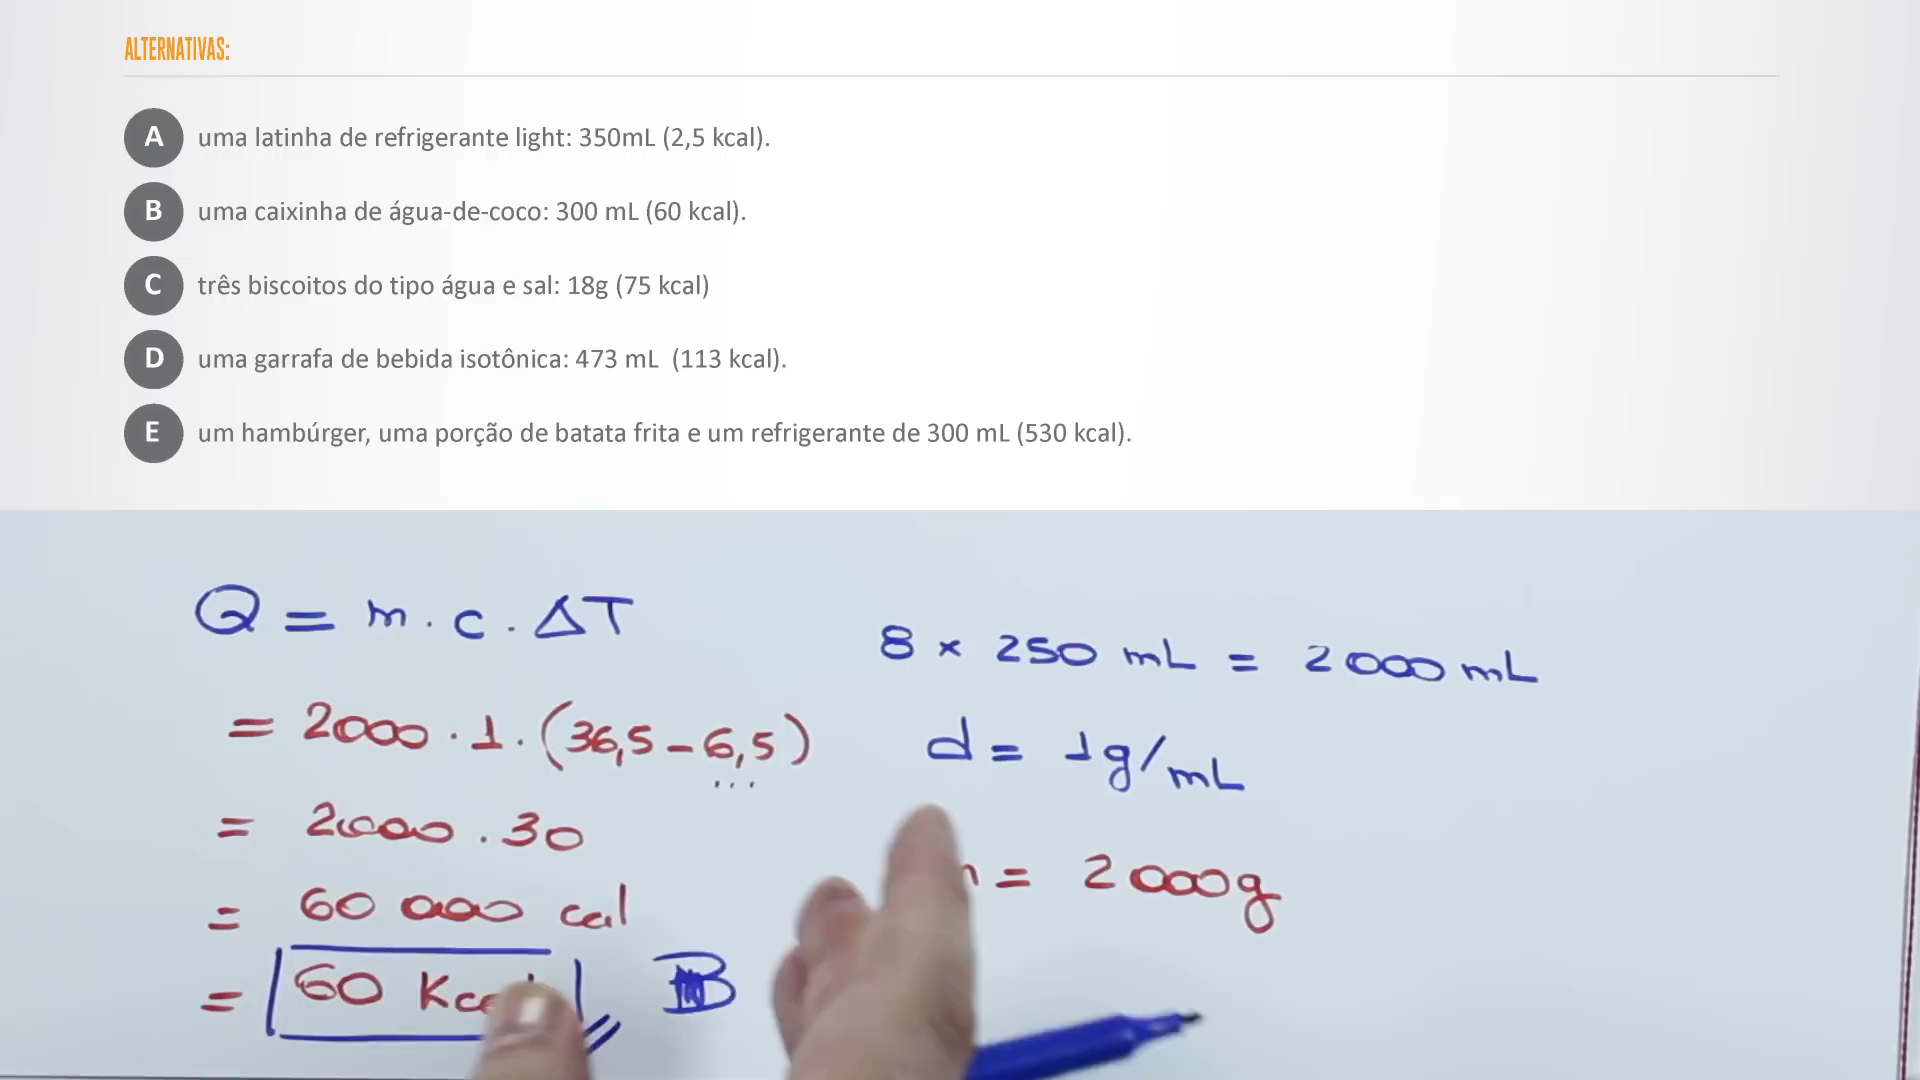 ALTERNATIVAS:
A uma latinha de refrigerante light: 350mL (2,5 kcal).
B uma caixinha de água-de-coco: 300 mL (60 kcal).
C três biscoitos do tipo água e sal: 18g (75 kcal)
D uma garrafa de bebida isotônica: 473 mL (113 kcal).
E um hambúrger, uma porção de batata frita e um refrigerante de 300 mL (530 kcal).
Q = m . c . ΔT
= 2000 . 1 . (36,5 - 6,5)
...
= 2000 . 30
= 60 000 cal
= 60 B
8 × 250 mL = 2000 mL
d = 1g/mL
= 2000g